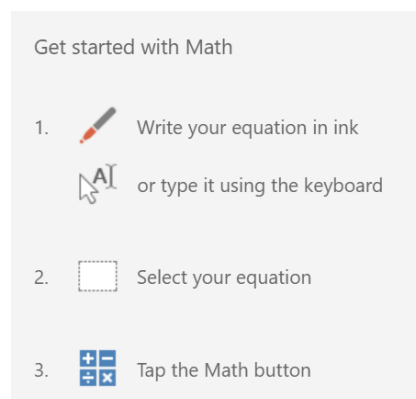 Get started with Math
1. Write your equation in ink
A
or type it using the keyboard
2. Select your equation
3. Tap the Math button